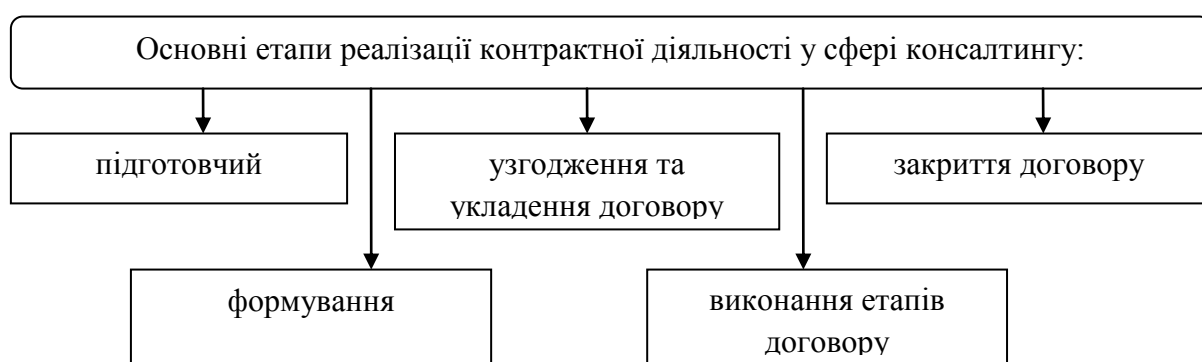 Основні етапи реалізації контрактної діяльності у сфері консалтингу:
підготовчий
узгодження та
укладення договору
закриття договору
формування
виконання етапів
договору